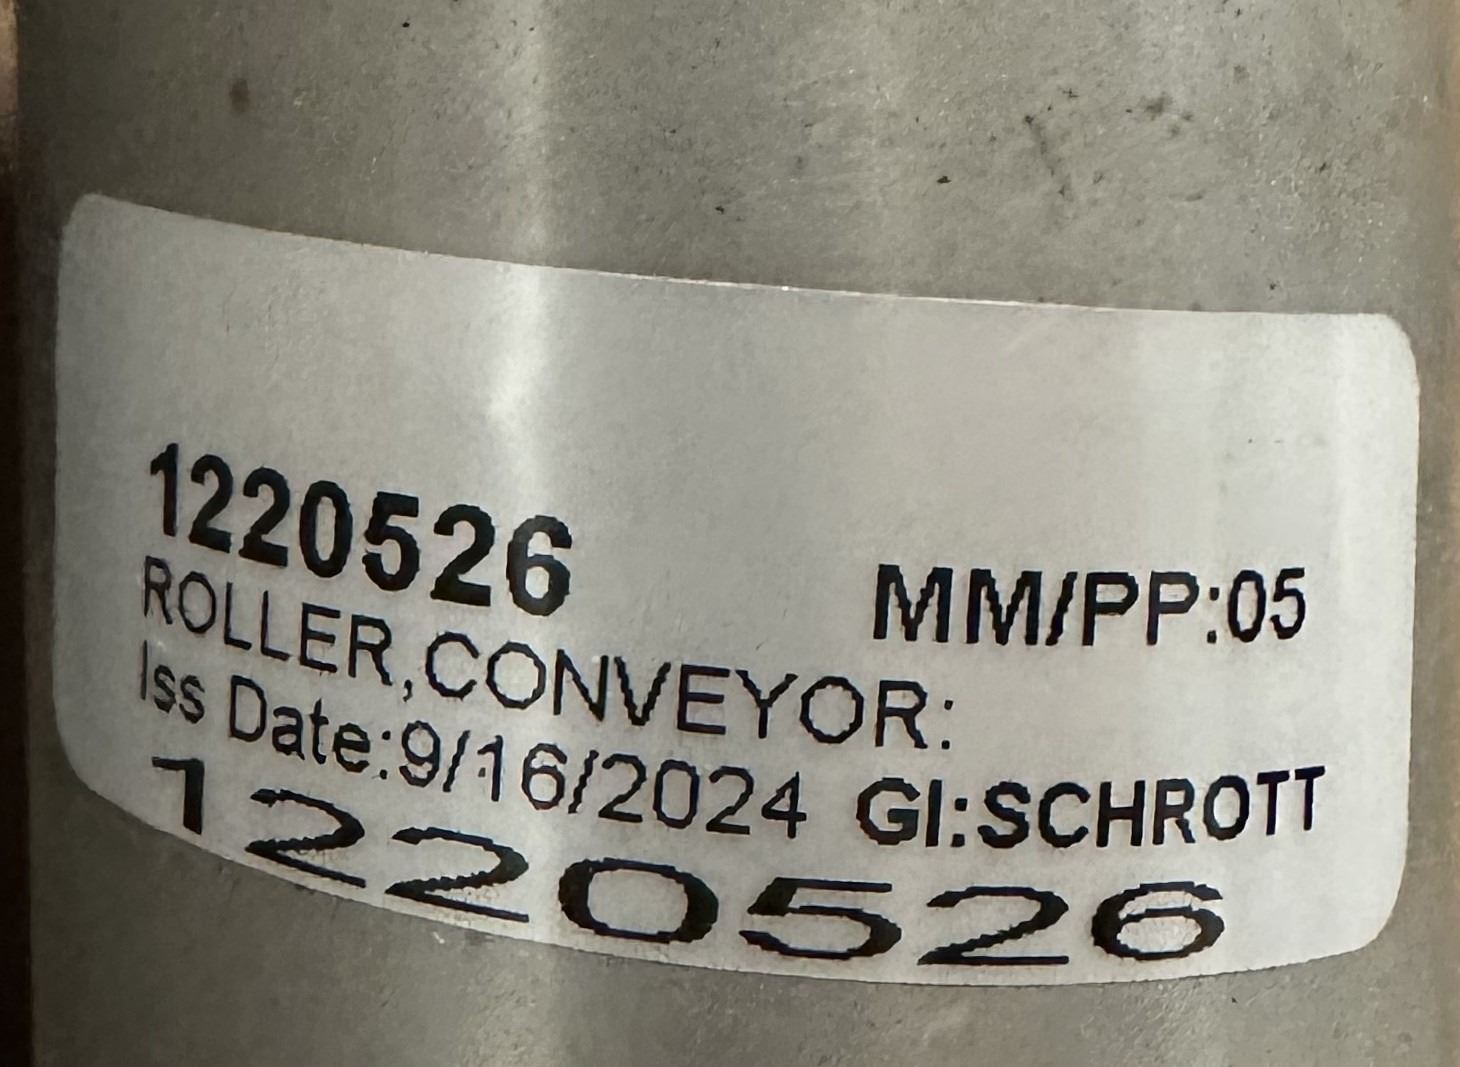 1220526
MM/PP:05
ROLLER,CONVEYOR:
Iss Date:9/16/2024 GI:SCHROTT
1220526